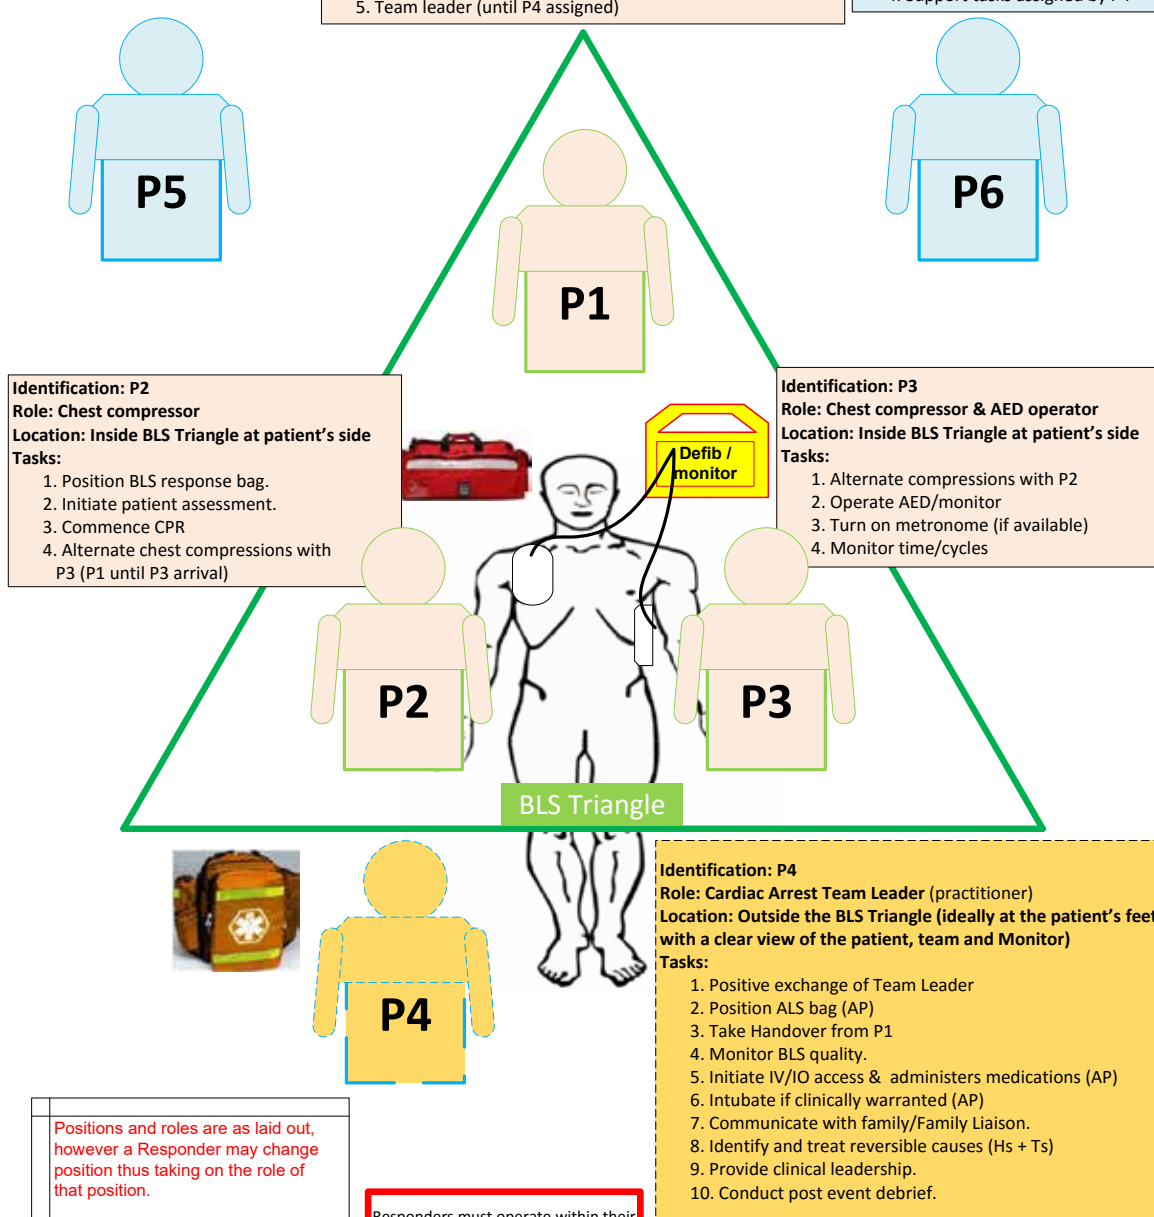 5. Team leader (until P4 assigned)
P5
P6
P1
Identification: P2
Role: Chest compressor
Location: Inside BLS Triangle at patient's side
Tasks:
1. Position BLS response bag.
2. Initiate patient assessment.
3. Commence CPR
4. Alternate chest compressions with
P3 (P1 until P3 arrival)
Defib /
monitor
Identification: P3
Role: Chest compressor & AED operator
Location: Inside BLS Triangle at patient's side
Tasks:
1. Alternate compressions with P2
2. Operate AED/monitor
3. Turn on metronome (if available)
4. Monitor time/cycles
P2
P3
BLS Triangle
P4
Identification: P4
Role: Cardiac Arrest Team Leader (practitioner)
Location: Outside the BLS Triangle (ideally at the patient's feet
with a clear view of the patient, team and Monitor)
Tasks:
1. Positive exchange of Team Leader
2. Position ALS bag (AP)
3. Take Handover from P1
4. Monitor BLS quality.
5. Initiate IV/IO access &  administers medications (AP)
6. Intubate if clinically warranted (AP)
7. Communicate with family/Family Liaison.
8. Identify and treat reversible causes (Hs + Ts)
9. Provide clinical leadership.
10. Conduct post event debrief.
Positions and roles are as laid out,
however a Responder may change
position thus taking on the role of
that position.
Responders must operate within their